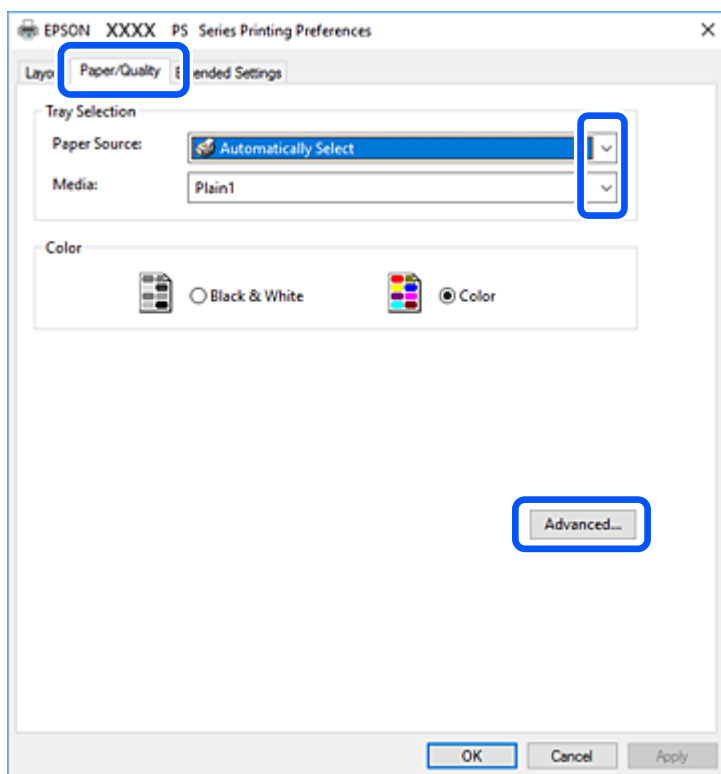 EPSON XXXX PS Series Printing Preferences
Paper/Quality
Tray Selection
Paper Source: Automatically Select
Media: Plain1
Color
Black & White Color
Advanced...
OK Cancel Apply